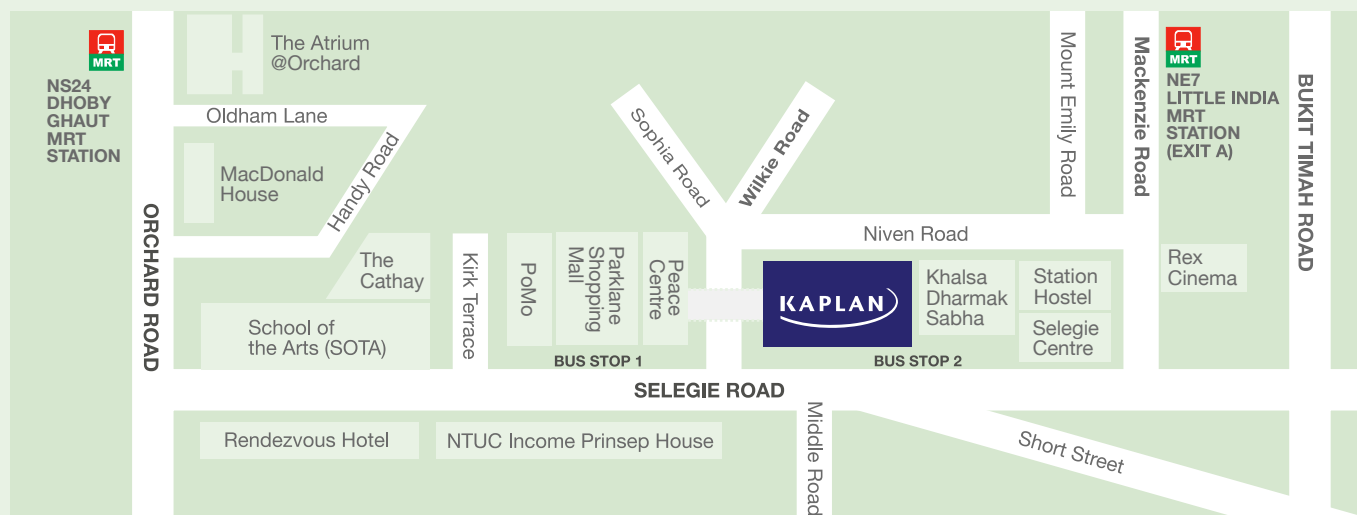 MRT
NS24
DHOBY
GHAUT
MRT
STATION
The Atrium
@Orchard
Oldham Lane
MacDonald
House
Handy Road
ORCHARD ROAD
The
Cathay
School of
the Arts (SOTA)
Kirk Terrace
PoMo
Parklane
Shopping
Mall
Peace
Centre
BUS STOP 1
Sophia Road
Wilkie Road
Niven Road
KAPLAN
Khalsa
Dharmak
Sabha
Station
Hostel
Selegie
Centre
BUS STOP 2
Mount Emily Road
Mackenzie Road
MRT
NE7
LITTLE INDIA
MRT
STATION
(EXIT A)
Rex
Cinema
BUKIT TIMAH ROAD
SELEGIE ROAD
Rendezvous Hotel
NTUC Income Prinsep House
Middle Road
Short Street